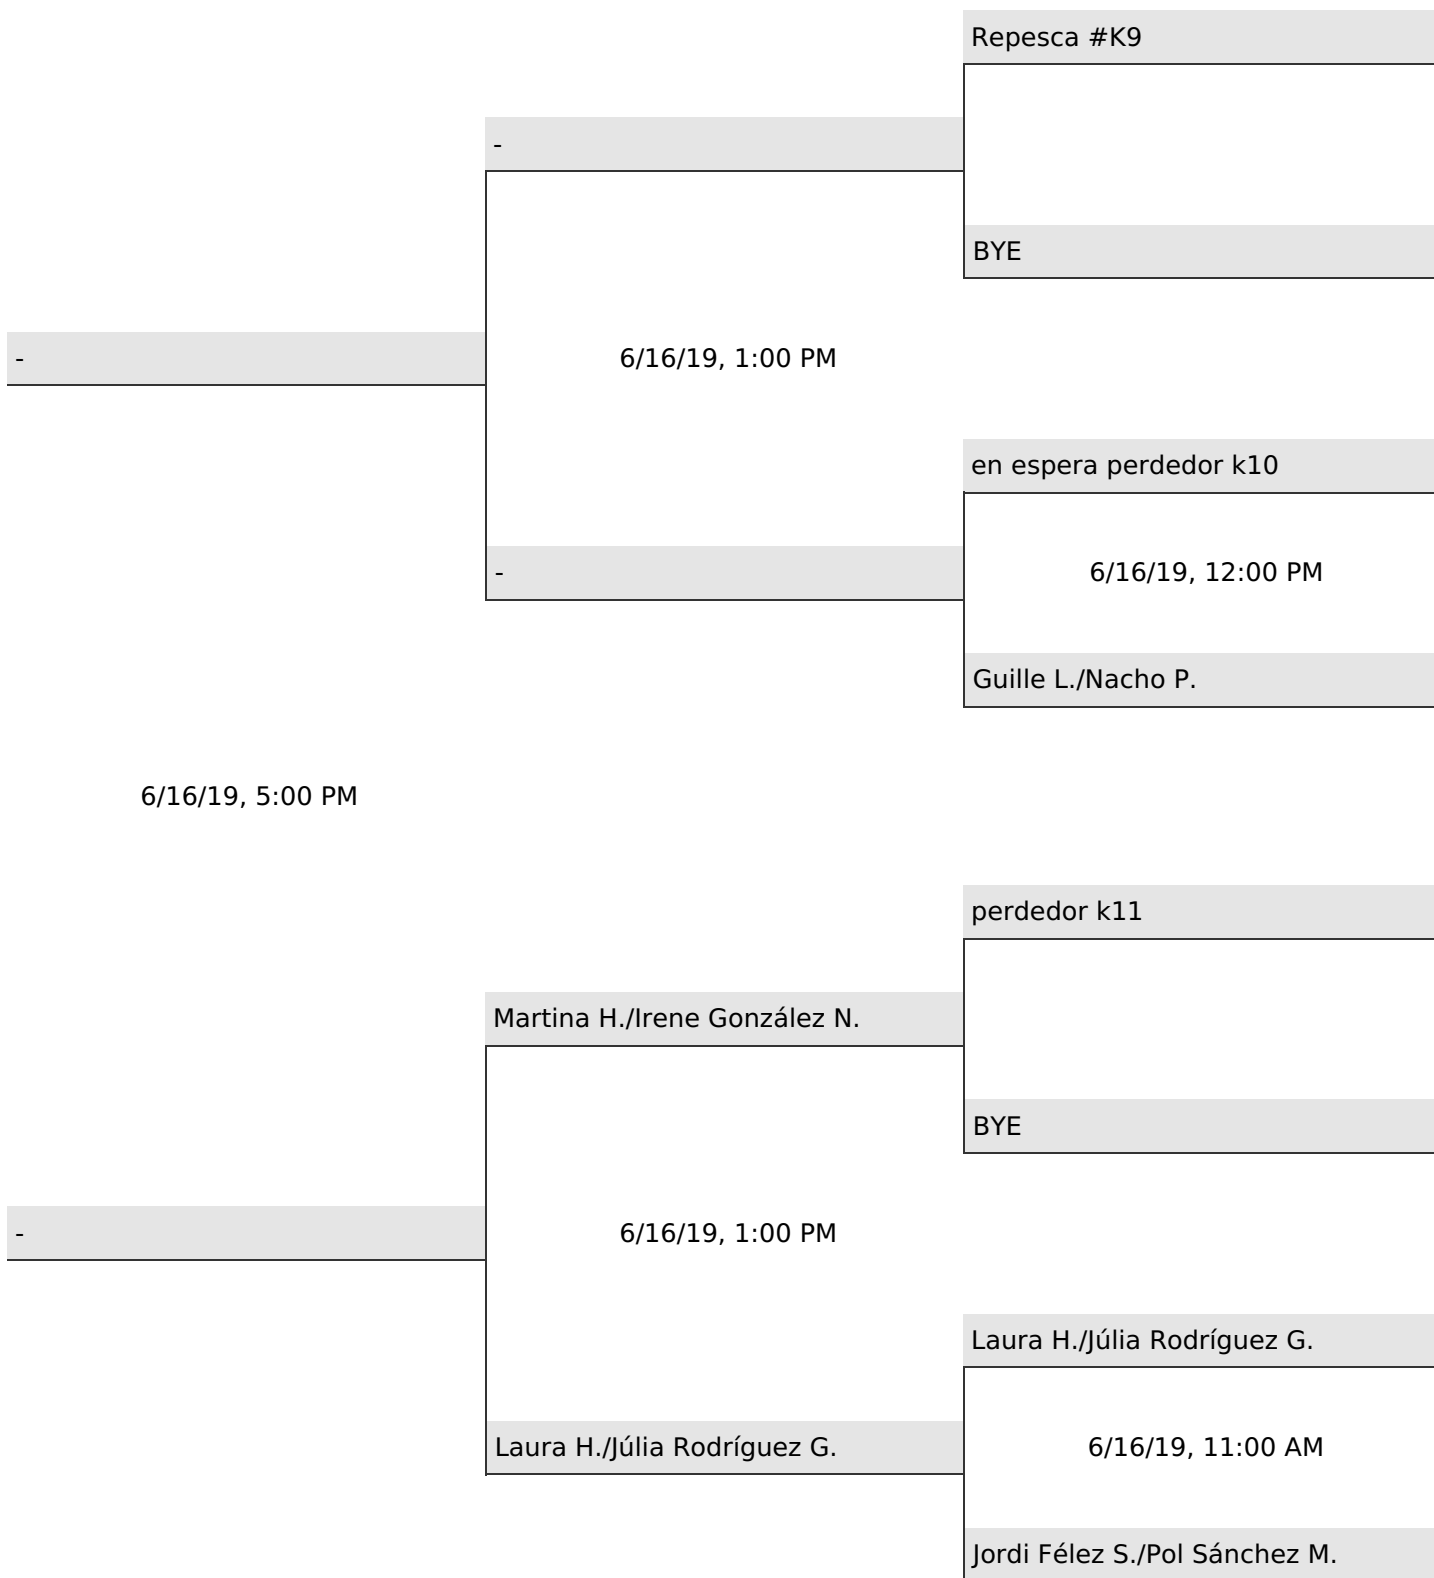 Repesca #K9
-
BYE
-
6/16/19, 1:00 PM
en espera perdedor k10
-
6/16/19, 12:00 PM
Guille L./Nacho P.
6/16/19, 5:00 PM
perdedor k11
Martina H./Irene González N.
BYE
-
6/16/19, 1:00 PM
Laura H./Júlia Rodríguez G.
Laura H./Júlia Rodríguez G.
6/16/19, 11:00 AM
Jordi Félez S./Pol Sánchez M.